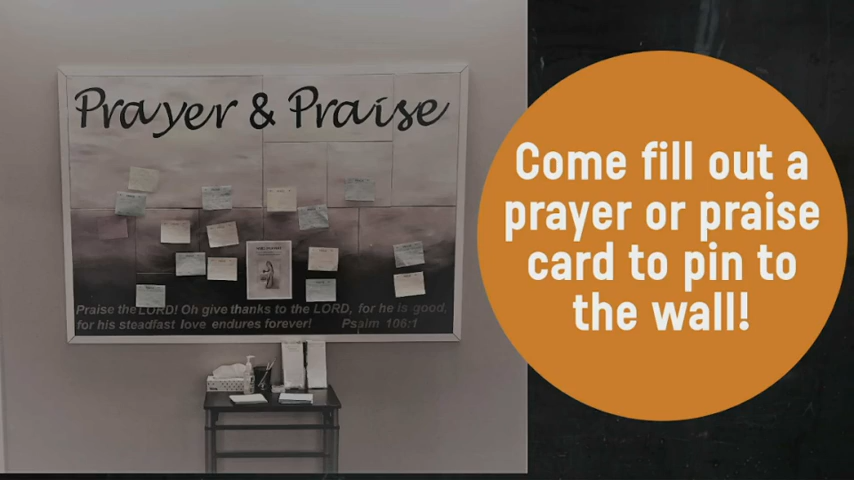 Prayer & Praise
Praise the LORD! Oh give thanks to the LORD, for he is good,
for his steadfast love endures forever! Psalm 106:1
Come fill out a
prayer or praise
card to pin to
the wall!